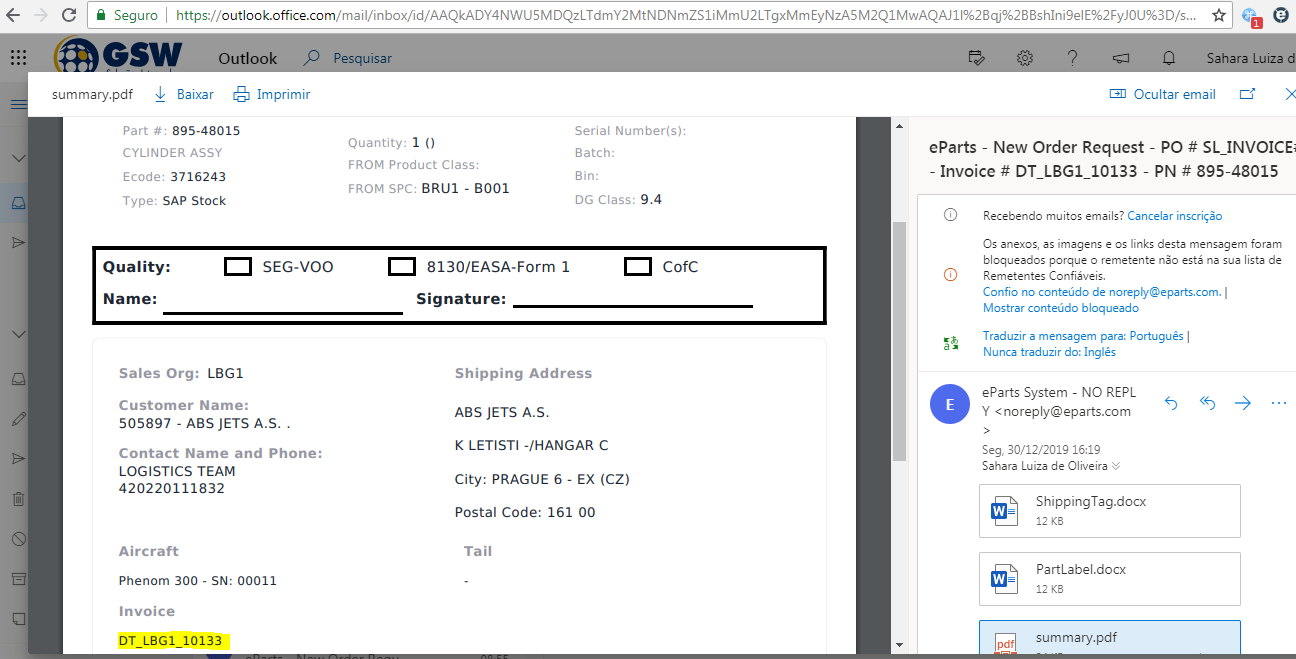 Seguro
https://outlook.office.com/mail/inbox/id/AAQkADY4NWU5MDQzLTdmY2MtNDNmZS1iMmU2LTgxMmEyNzA5M2Q1MwAQAJ1l%2Bqj%2BBshIni9elE%2FyJ0U%3D/s...
1
GSW
Outlook
Pesquisar
Sahara Luiza d
summary.pdf
Baixar
Imprimir
Ocultar email
Part #: 895-48015
CYLINDER ASSY
Ecode: 3716243
Type: SAP Stock
Quantity: 1 ()
FROM Product Class:
FROM SPC: BRU1 - B001
Serial Number(s):
Batch:
Bin:
DG Class: 9.4
Quality:
SEG-VOO
8130/EASA-Form 1
CofC
Name:
Signature:
Sales Org: LBG1
Customer Name:
505897 - ABS JETS A.S. .
Contact Name and Phone:
LOGISTICS TEAM
420220111832
Shipping Address
ABS JETS A.S.
K LETISTI -/HANGAR C
City: PRAGUE 6 - EX (CZ)
Postal Code: 161 00
Aircraft
Phenom 300 - SN: 00011
Tail
-
Invoice
DT_LBG1_10133
eParts - New Order Request - PO # SL_INVOICE#
- Invoice # DT_LBG1_10133 - PN # 895-48015
Recebendo muitos emails? Cancelar inscrição
Os anexos, as imagens e os links desta mensagem foram
bloqueados porque o remetente não está na sua lista de
Remetentes Confiáveis.
Confio no conteúdo de noreply@eparts.com. |
Mostrar conteúdo bloqueado
Traduzir a mensagem para: Português |
Nunca traduzir do: Inglês
E
eParts System - NO REPL
Y <noreply@eparts.com
>
Seg, 30/12/2019 16:19
Sahara Luiza de Oliveira
ShippingTag.docx
12 KB
PartLabel.docx
12 KB
pdf
summary.pdf